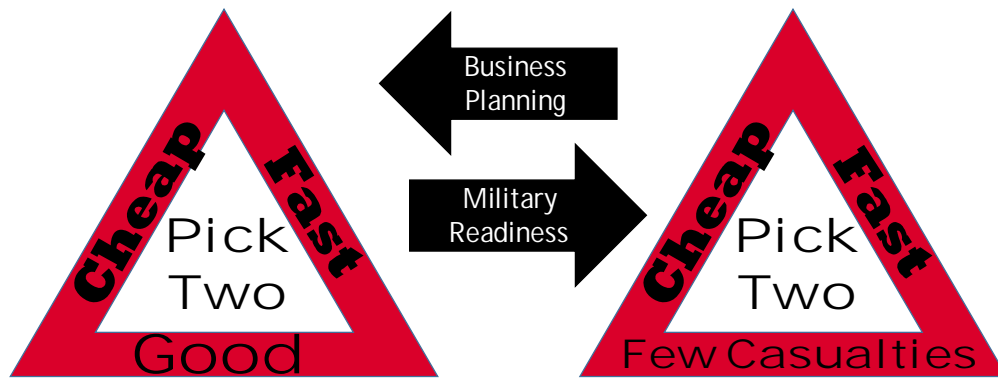 Cheap
Fast
Pick
Two
Good
Business
Planning
Military
Readiness
Cheap
Fast
Pick
Two
Few Casualties